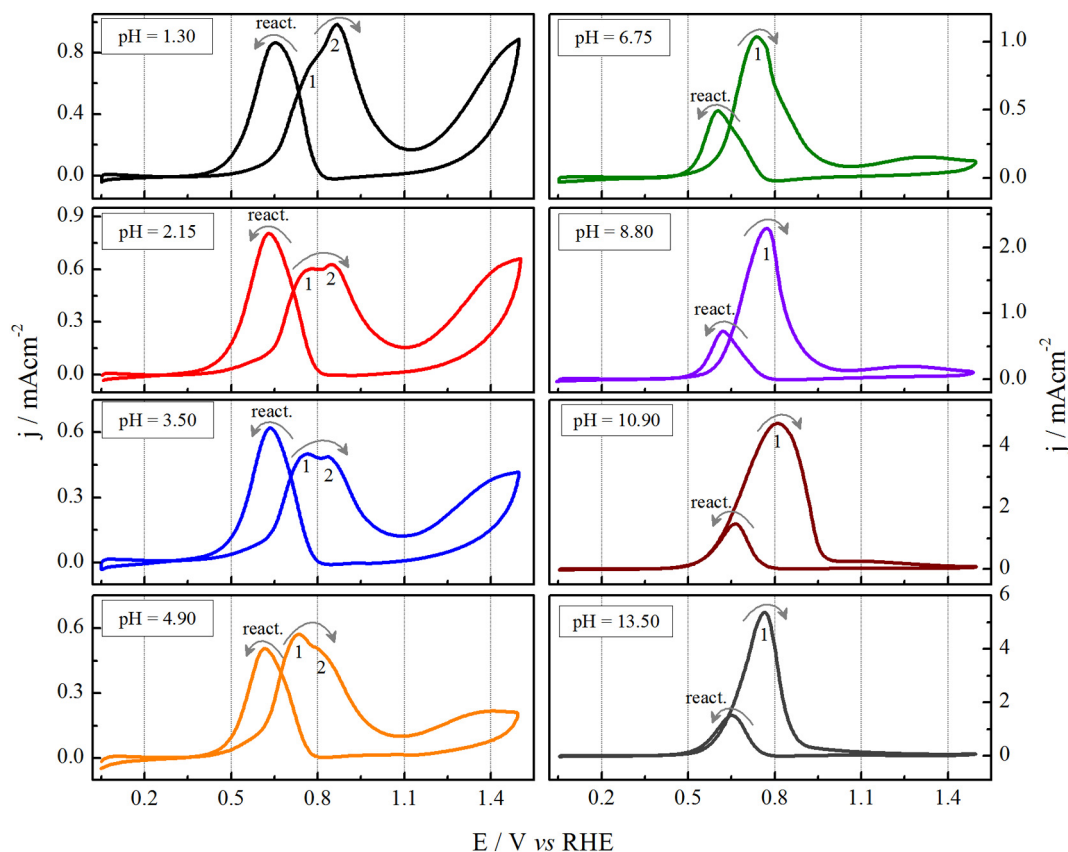 pH = 1.30
react.
1
2
0.8
0.4
0.0
pH = 2.15
react.
1
2
0.9
0.6
0.3
0.0
pH = 3.50
react.
1
2
0.6
0.3
0.0
pH = 4.90
react.
1
2
0.6
0.3
0.0
0.2
0.5
0.8
1.1
1.4
j / mAcm-2
pH = 6.75
react.
1
1.0
0.5
0.0
pH = 8.80
react.
1
2.0
1.0
0.0
pH = 10.90
react.
1
4
2
0
pH = 13.50
react.
1
6
4
2
0
0.2
0.5
0.8
1.1
1.4
j / mAcm-2
E / V vs RHE